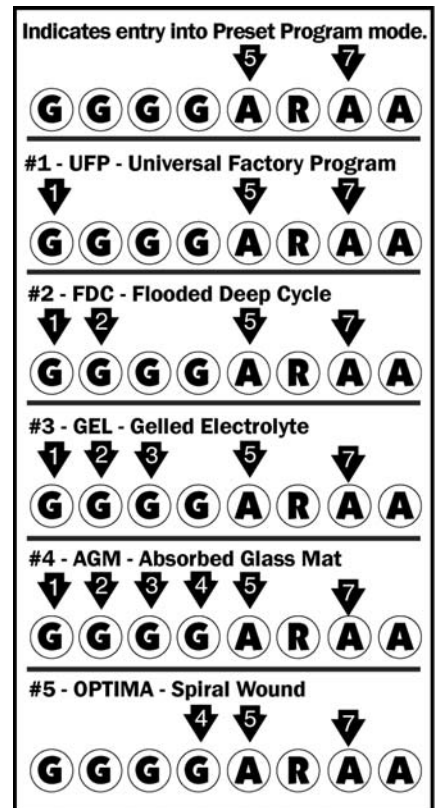 Indicates entry into Preset Program mode.
5 7
G G G G A R A A
#1 - UFP - Universal Factory Program
1 5 7
G G G G A R A A
#2 - FDC - Flooded Deep Cycle
1 2 5 7
G G G G A R A A
#3 - GEL - Gelled Electrolyte
1 2 3 5 7
G G G G A R A A
#4 - AGM - Absorbed Glass Mat
1 2 3 4 5 7
G G G G A R A A
#5 - OPTIMA - Spiral Wound
4 5 7
G G G G A R A A